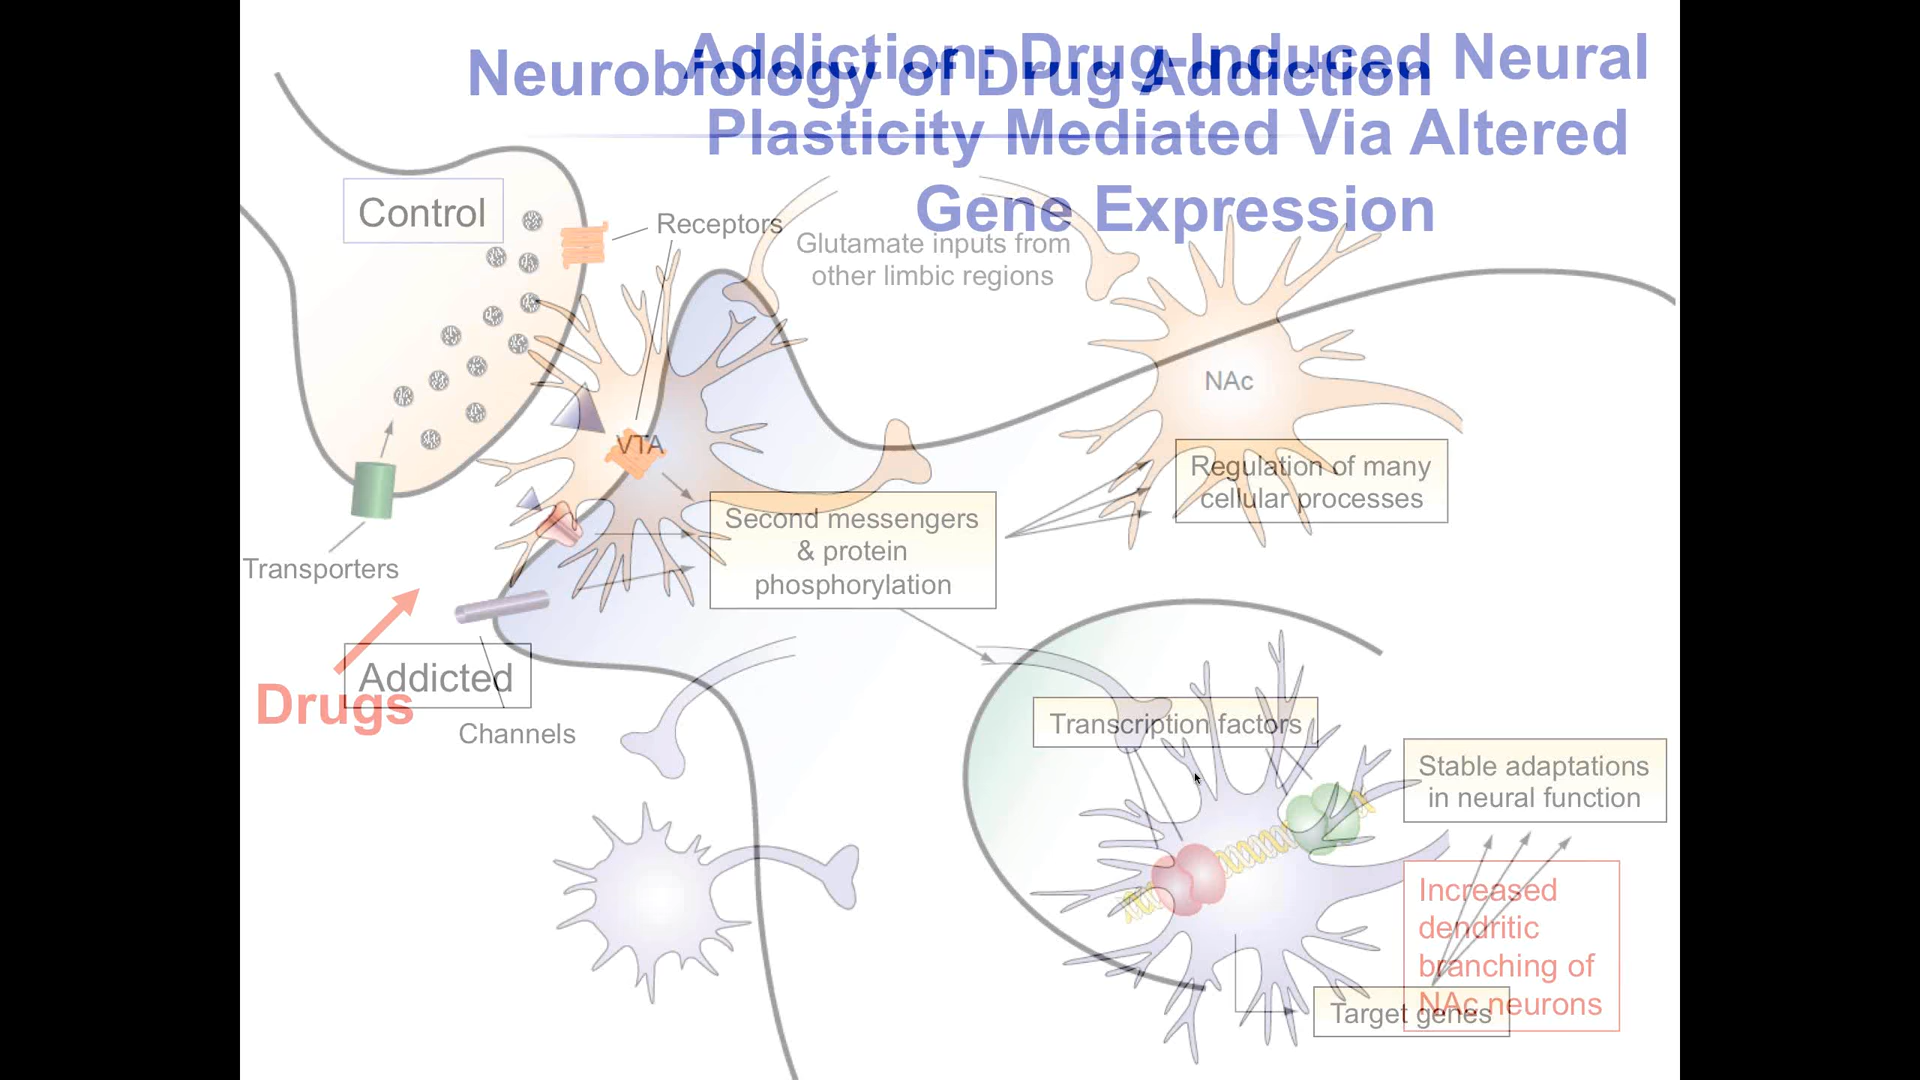 Neurobiology of Drug Addiction
Addiction: Drug-Induced Neural
Plasticity Mediated Via Altered
Gene Expression
Control
Receptors
Glutamate inputs from
other limbic regions
NAc
VTA
Regulation of many
cellular processes
Second messengers
& protein
phosphorylation
Transporters
Addicted
Drugs
Channels
Transcription factors
Stable adaptations
in neural function
Increased
dendritic
branching of
NAc neurons
Target genes